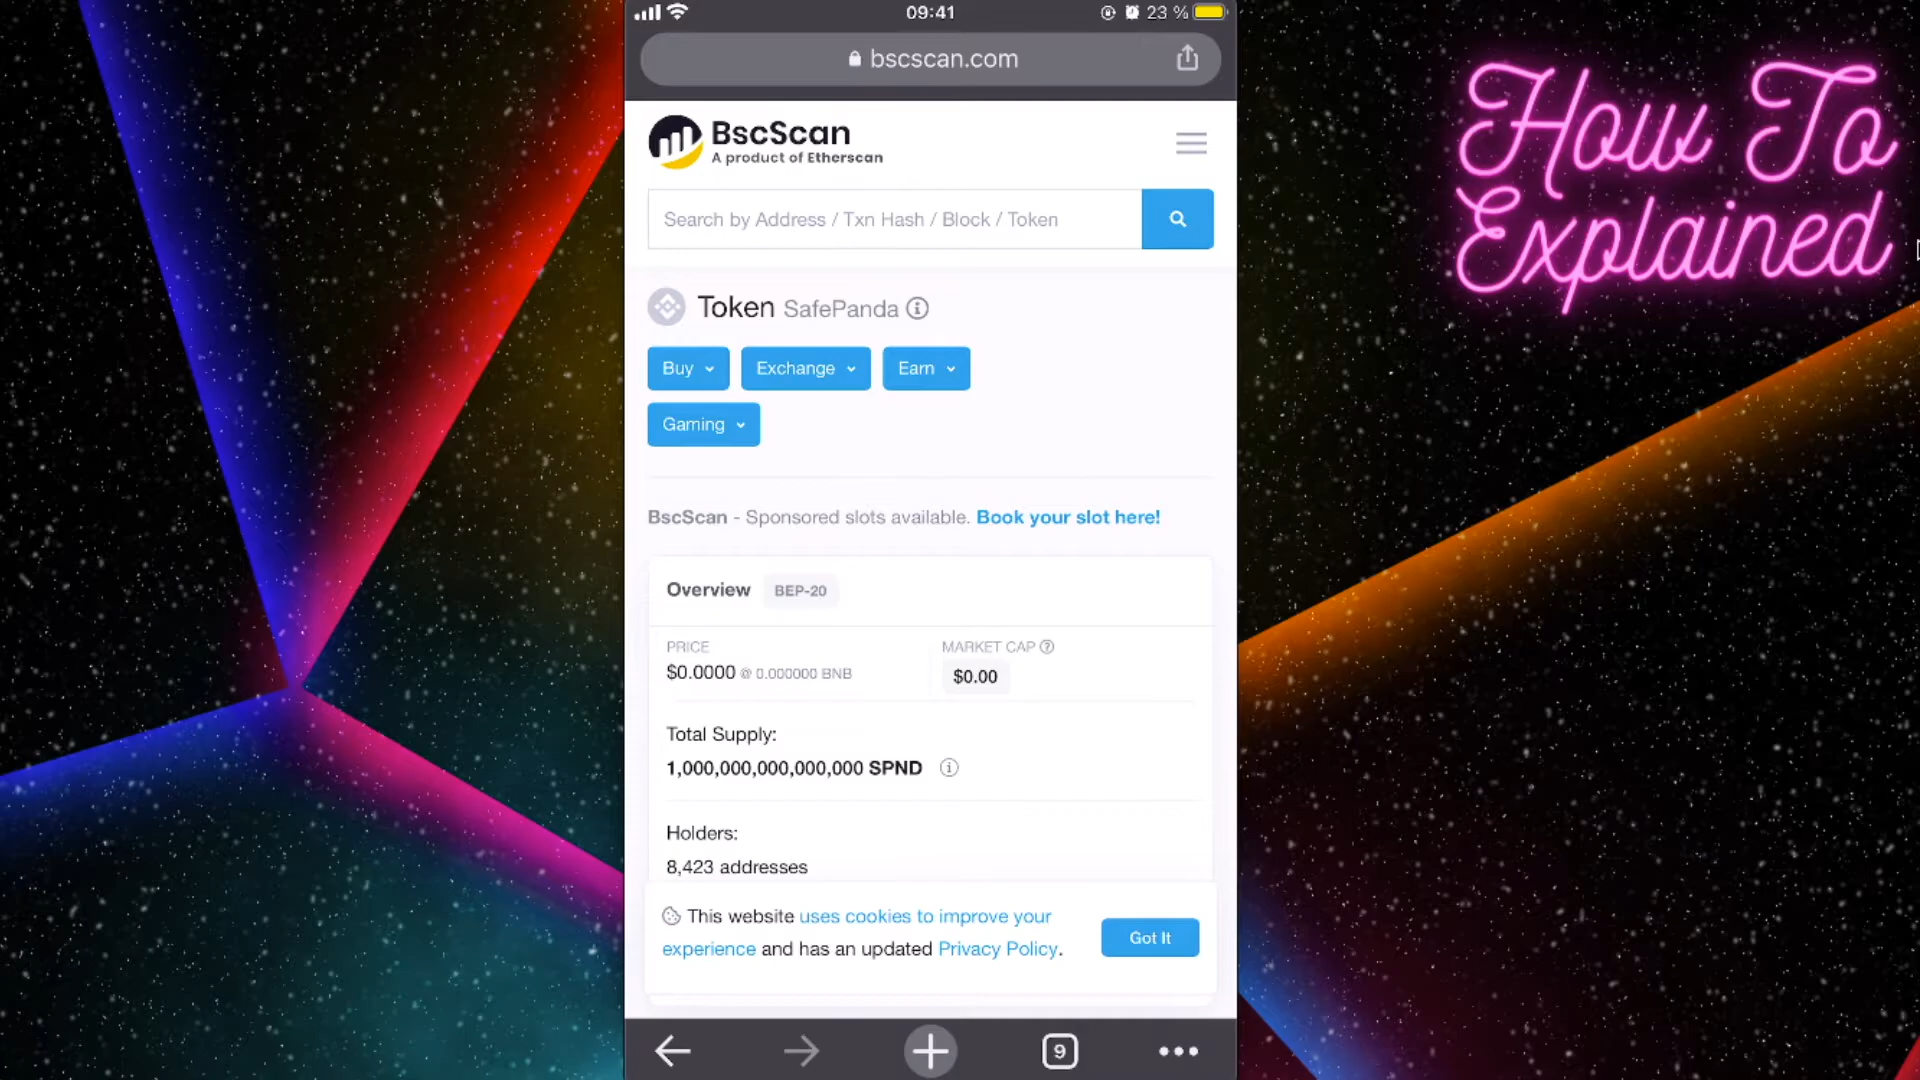 09:41
23 %
bscscan.com
BscScan
A product of Etherscan
Search by Address / Txn Hash / Block / Token
Token SafePanda
Buy
Exchange
Earn
Gaming
BscScan - Sponsored slots available. Book your slot here!
Overview
BEP-20
PRICE
$0.0000 @ 0.000000 BNB
MARKET CAP
$0.00
Total Supply:
1,000,000,000,000,000 SPND
Holders:
8,423 addresses
This website uses cookies to improve your
experience and has an updated Privacy Policy.
Got It
9
How To
Explained